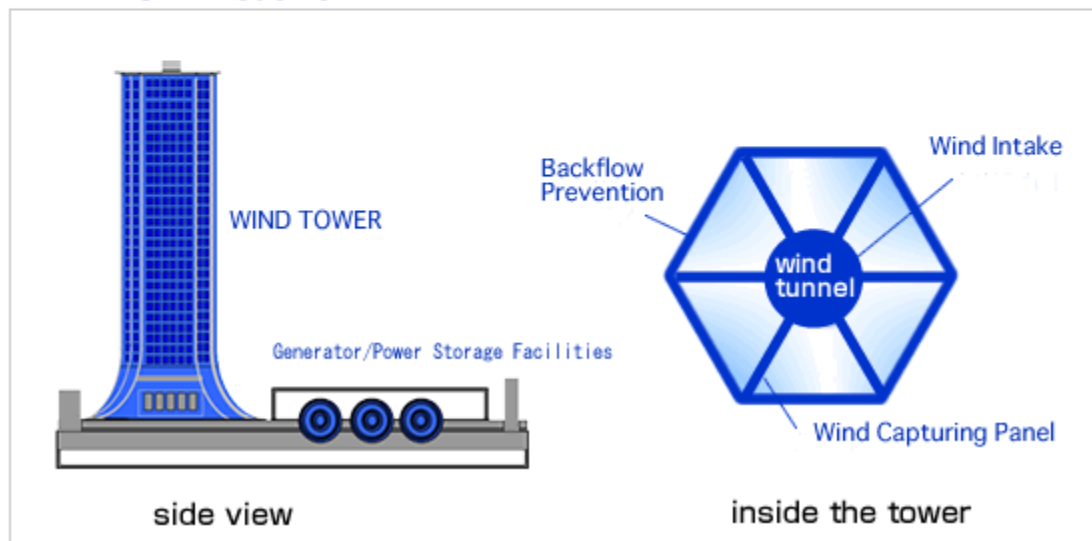 WIND TOWER
Generator/Power Storage Facilities
side view
Backflow
Prevention
Wind Intake
wind
tunnel
Wind Capturing Panel
inside the tower